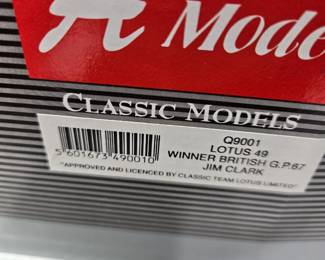 Mode
CLASSIC MODELS
Q9001
LOTUS 49
WINNER BRITISH G.P.67
JIM CLARK
5 601673 490010
"APPROVED AND LICENCED BY CLASSIC TEAM LOTUS LIMITED"